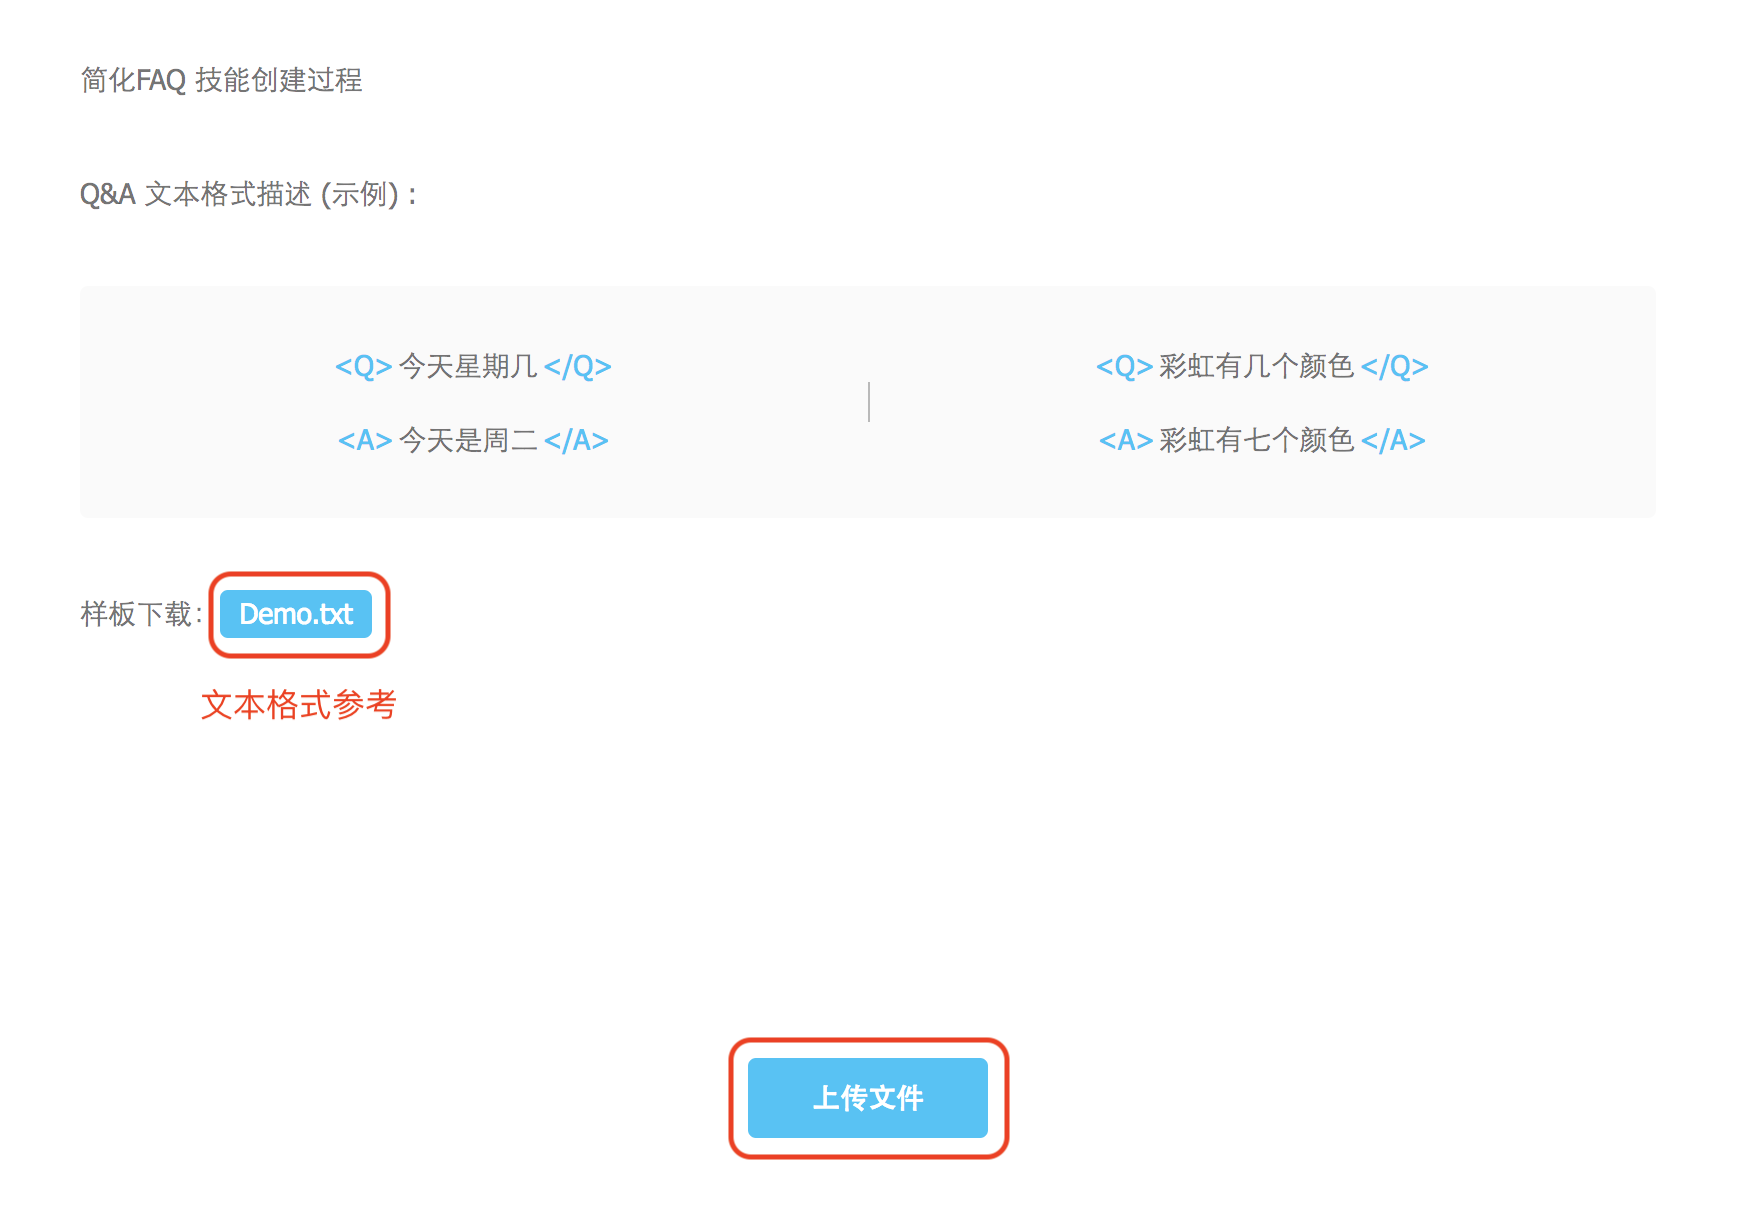 简化FAQ 技能创建过程
Q&A 文本格式描述 (示例) :
<Q> 今天星期几 </Q>
<A> 今天是周二 </A>
<Q> 彩虹有几个颜色 </Q>
<A> 彩虹有七个颜色 </A>
样板下载: Demo.txt
文本格式参考
上传文件